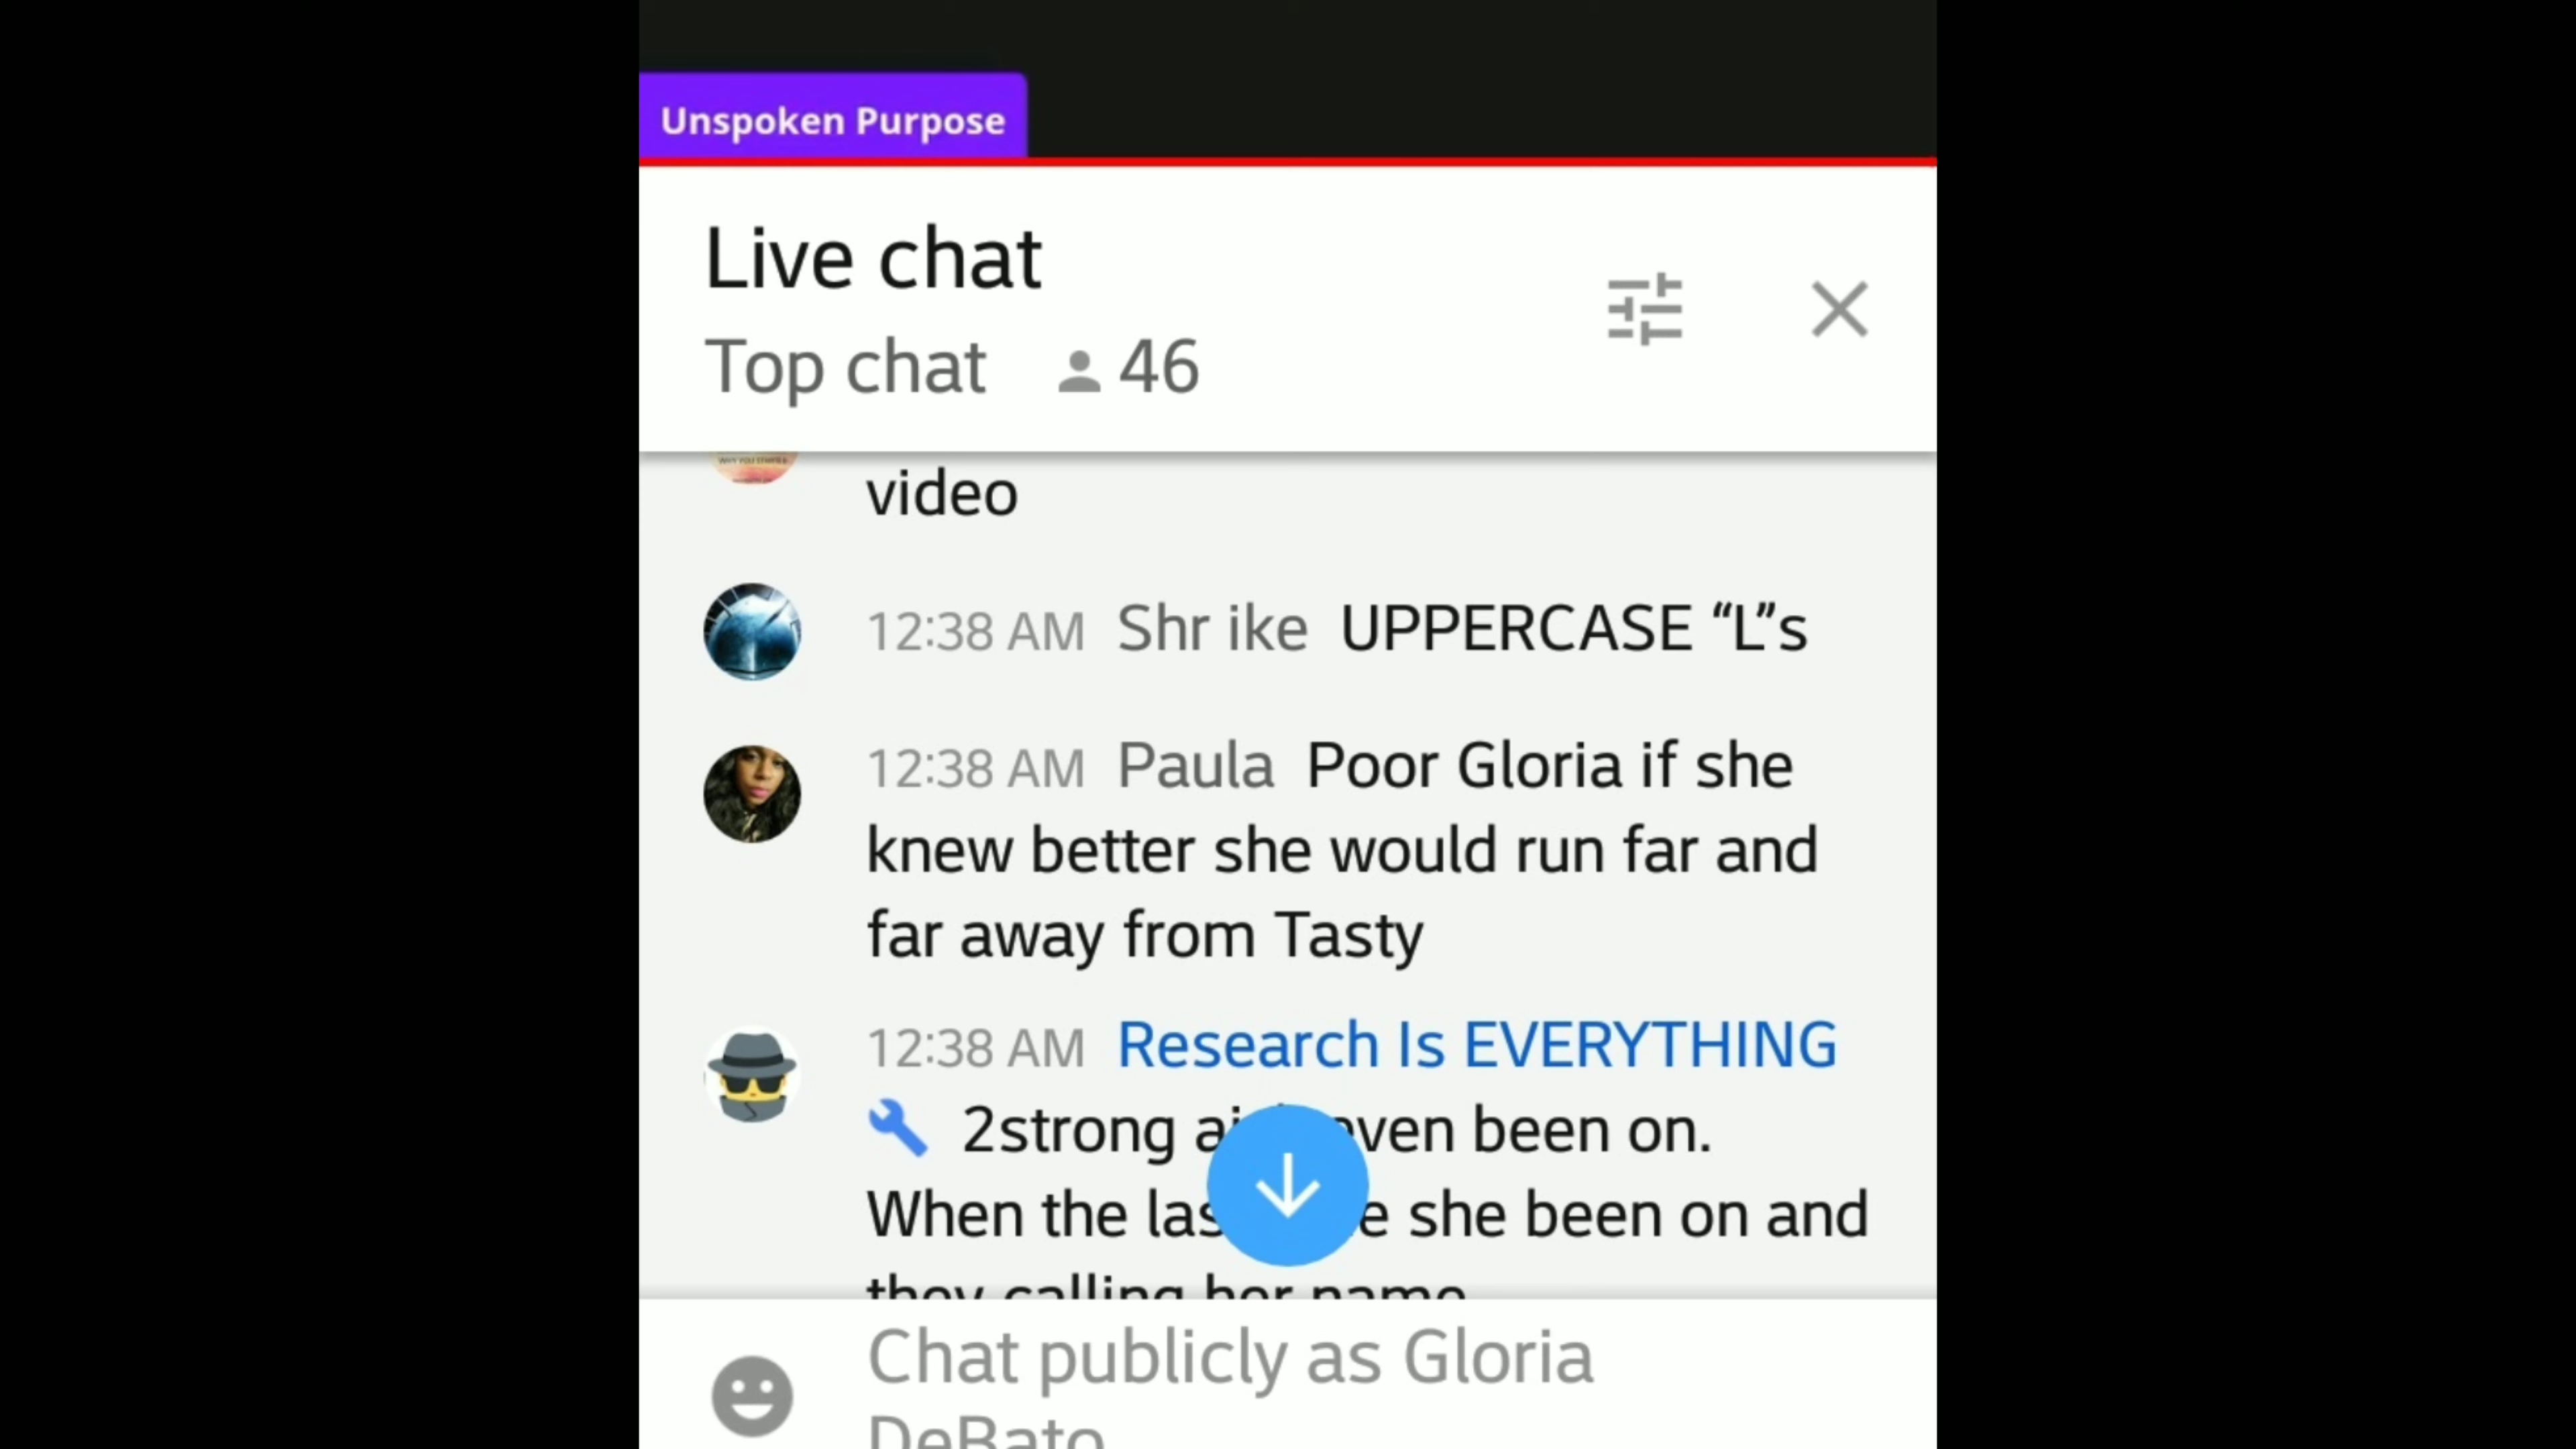 Unspoken Purpose
Live chat
Top chat 46
video
12:38 AM Shr ike UPPERCASE “L”s
12:38 AM Paula Poor Gloria if she
knew better she would run far and
far away from Tasty
12:38 AM Research Is EVERYTHING
2strong been on.
When the she been on and
they calling her name
Chat publicly as Gloria
DeBato